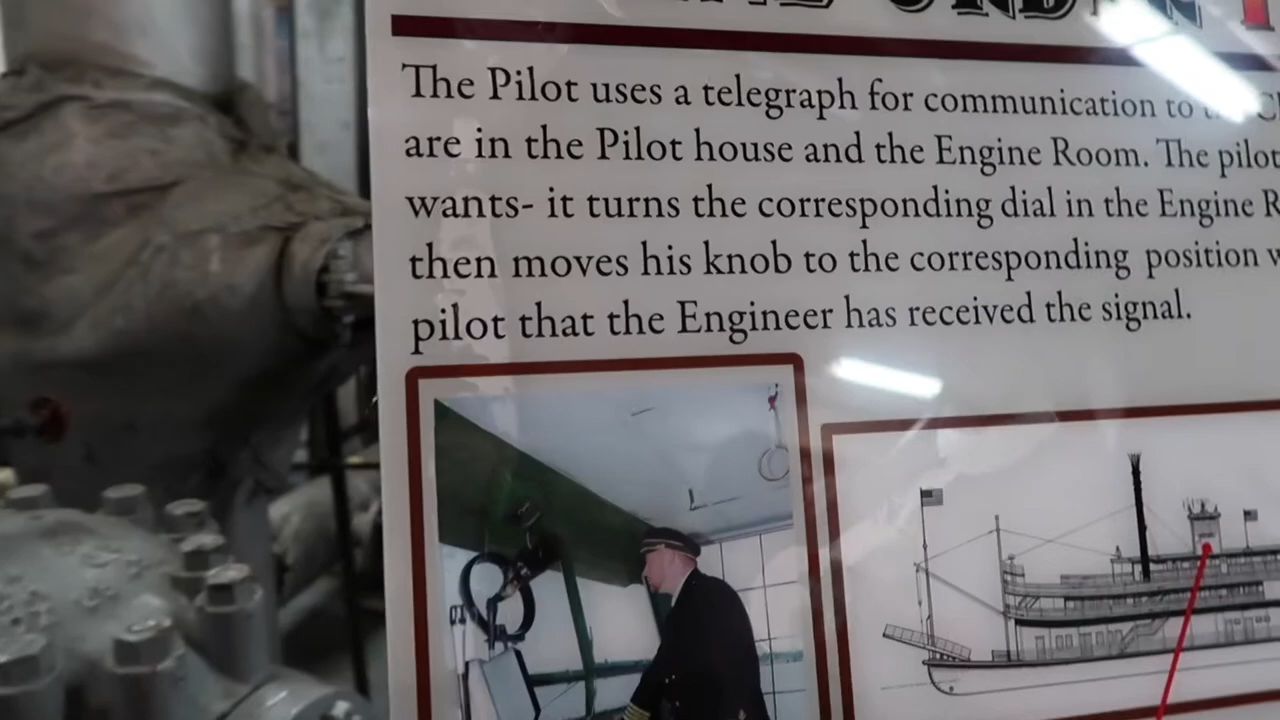 The Pilot uses a telegraph for communication to
are in the Pilot house and the Engine Room. The pilot
wants- it turns the corresponding dial in the Engine
then moves his knob to the corresponding position
pilot that the Engineer has received the signal.